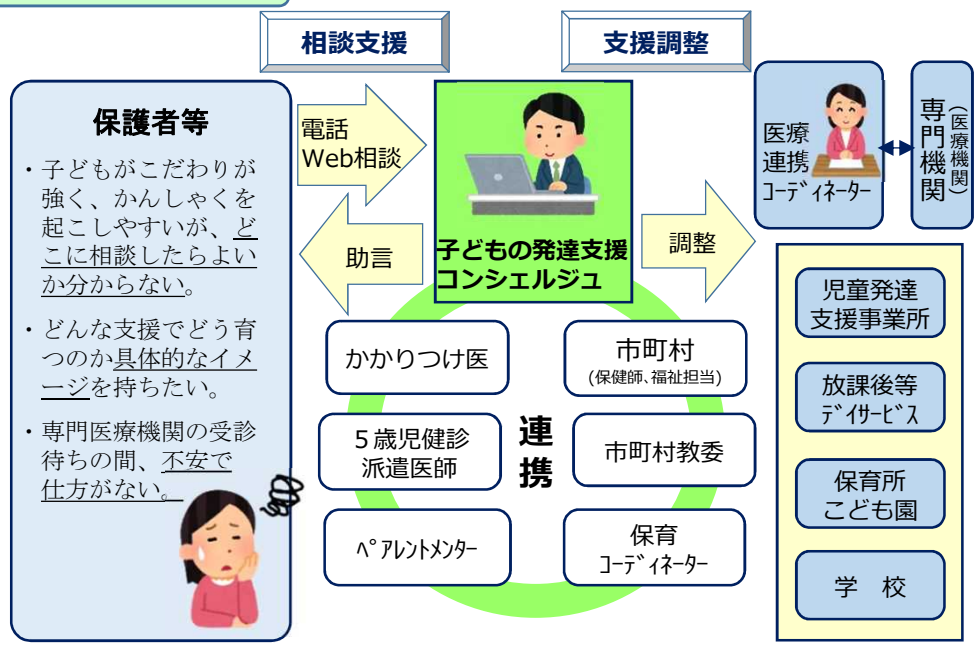 相談支援
支援調整
保護者等
・子どもがこだわりが
強く、かんしゃくを
起こしやすいが、ど
こに相談したらよい
か分からない。
・どんな支援でどう育
つのか具体的なイメ
ージを持ちたい。
・専門医療機関の受診
待ちの間、不安で
仕方がない。
電話
Web相談
助言
子どもの発達支援
コンシェルジュ
調整
医療
連携
ｺｰﾃﾞｨﾈｰﾀｰ
専門機関
(医療機関)
かかりつけ医
市町村
(保健師、福祉担当)
５歳児健診
派遣医師
連携
市町村教委
ﾍﾟｱﾚﾝﾄﾒﾝﾀｰ
保育
ｺｰﾃﾞｨﾈｰﾀｰ
児童発達
支援事業所
放課後等
ﾃﾞｲｻｰﾋﾞｽ
保育所
こども園
学　校